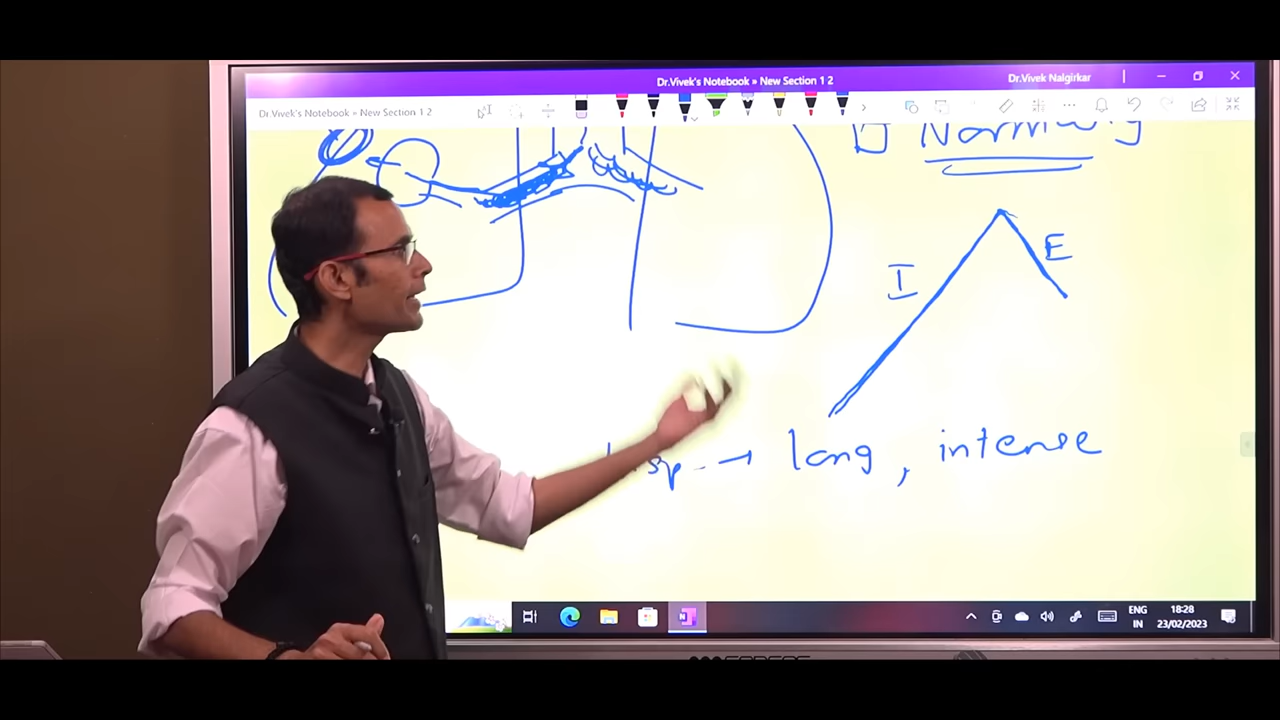 Dr.Vivek's Notebook » New Section 1 2
Dr.Vivek Nalgirkar
Dr.Vivek's Notebook » New Section 1 2
I
E
→ long, intense
ENG
IN
18:28
23/02/2023